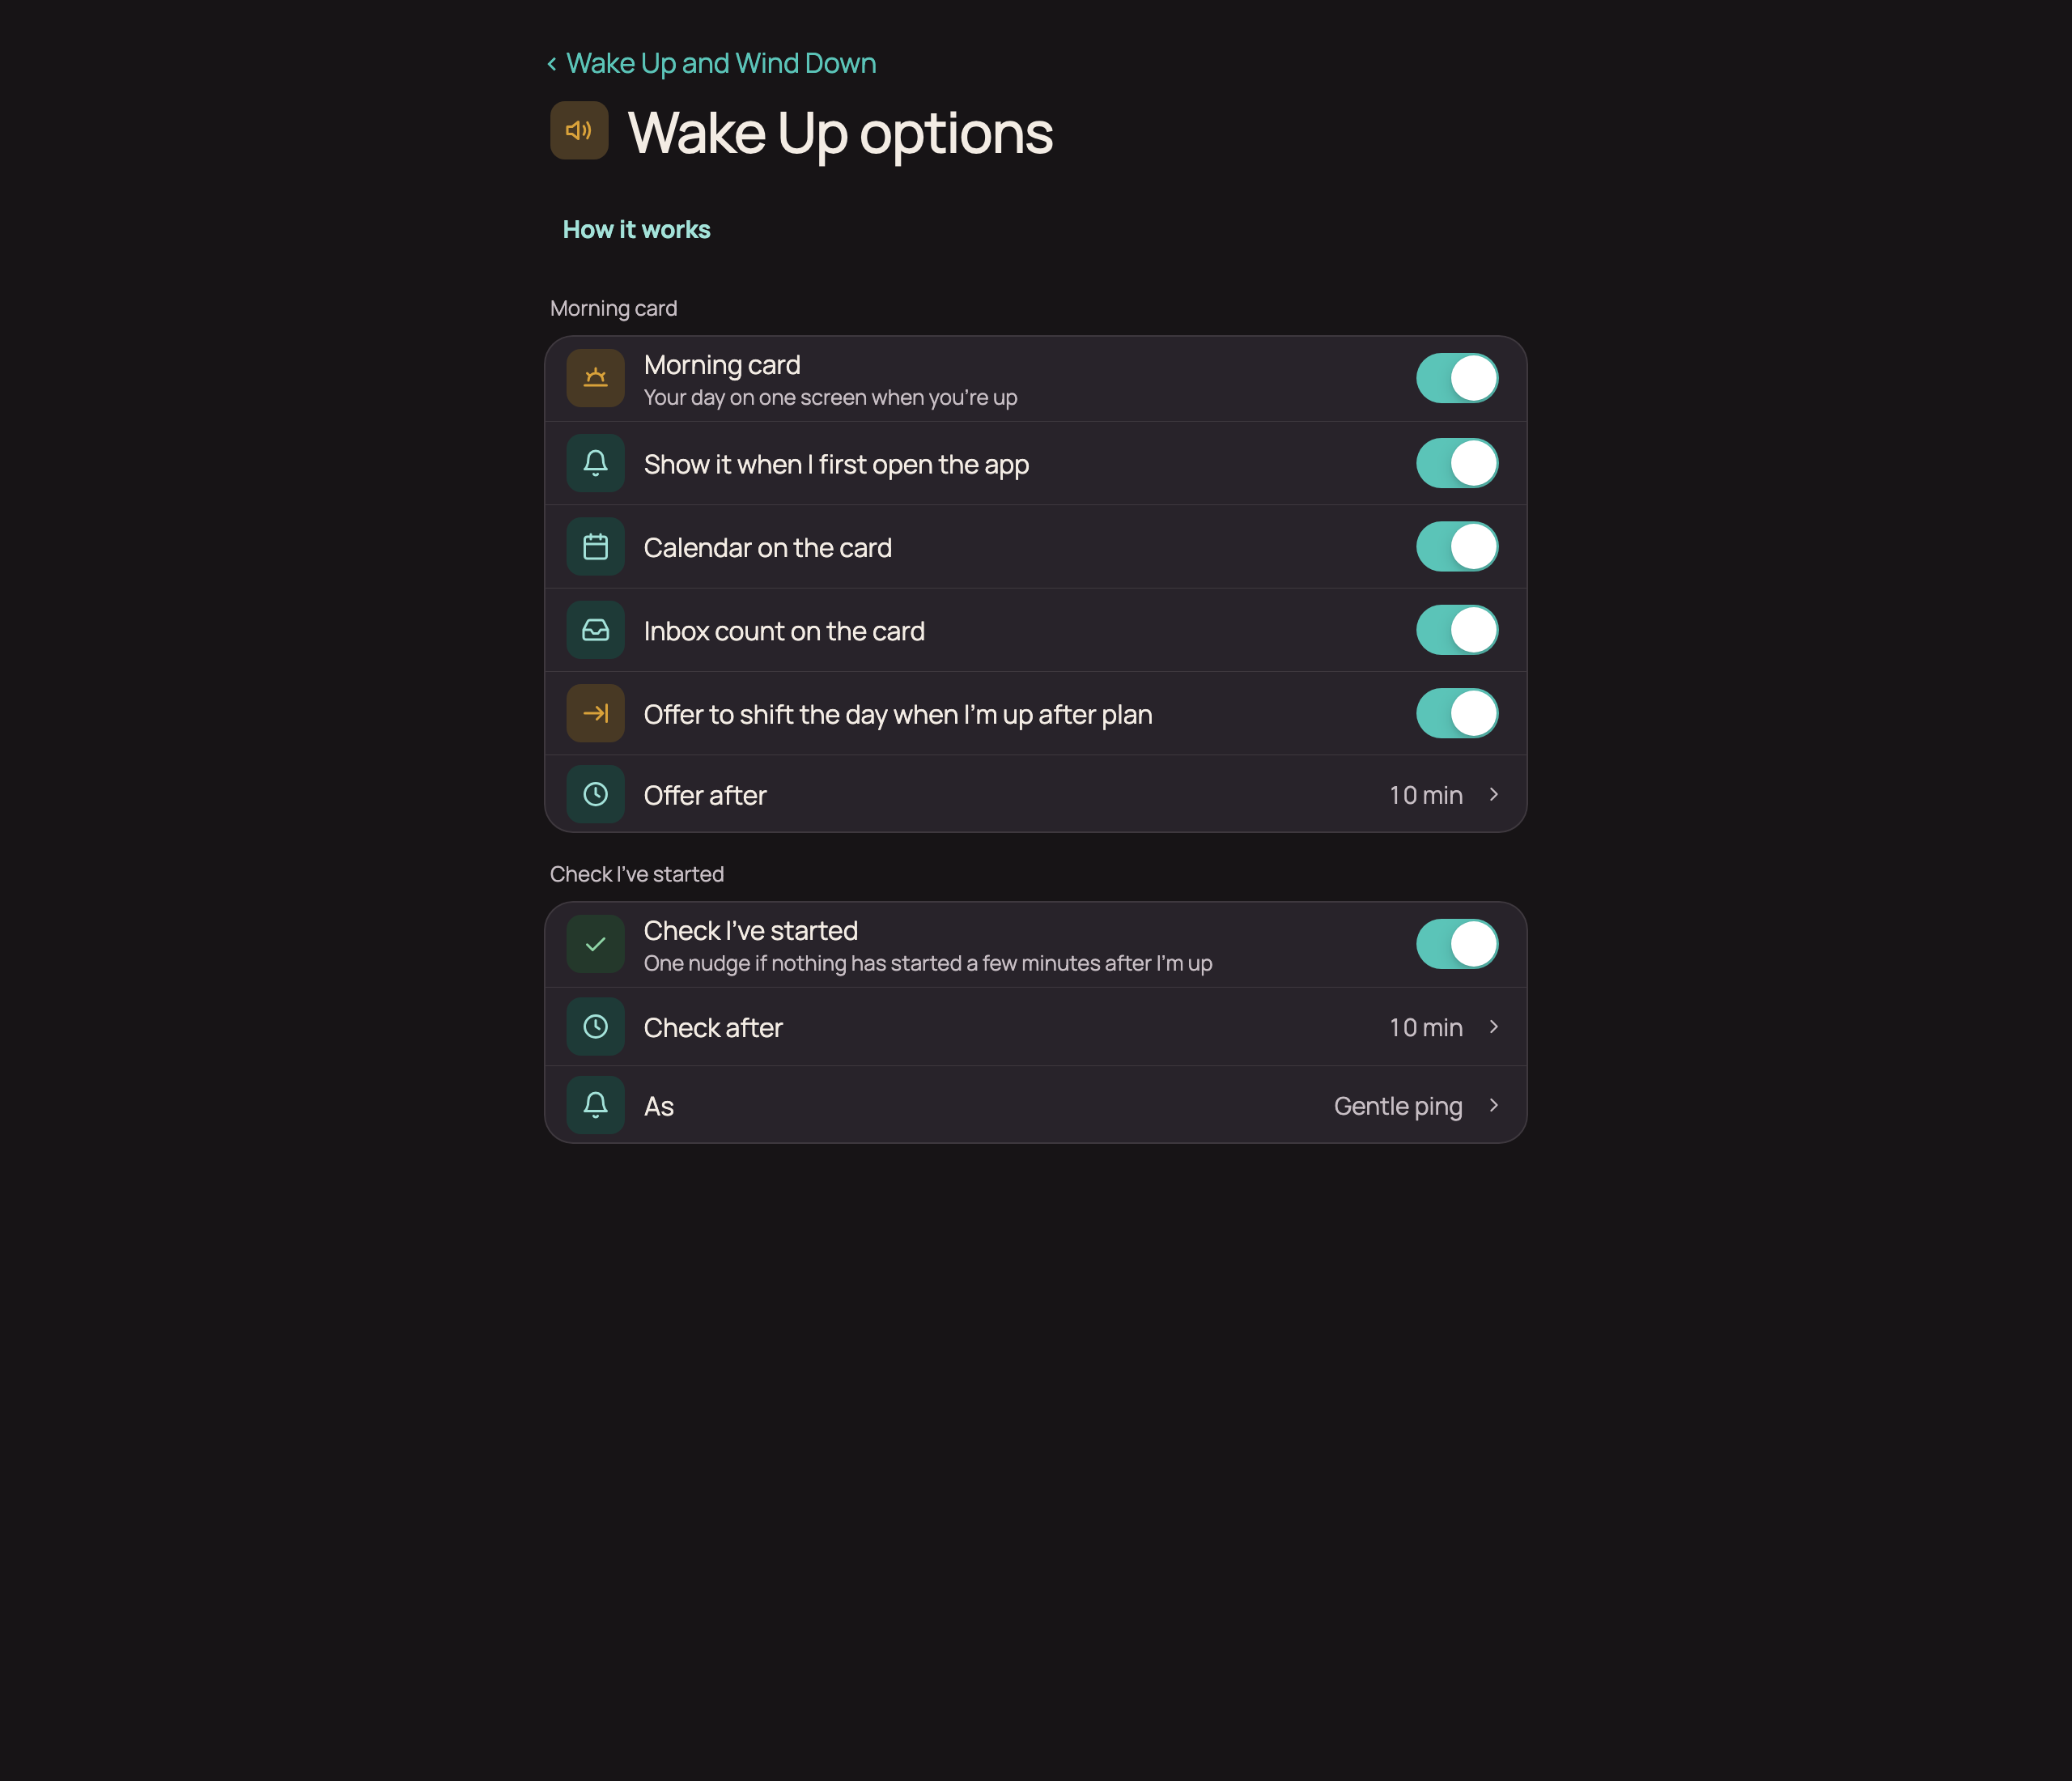 Wake Up and Wind Down
Wake Up options
How it works
Morning card
Morning card
Your day on one screen when you're up
Show it when I first open the app
Calendar on the card
Inbox count on the card
Offer to shift the day when I'm up after plan
Offer after 10 min
Check I've started
Check I've started
One nudge if nothing has started a few minutes after I'm up
Check after 10 min
As Gentle ping